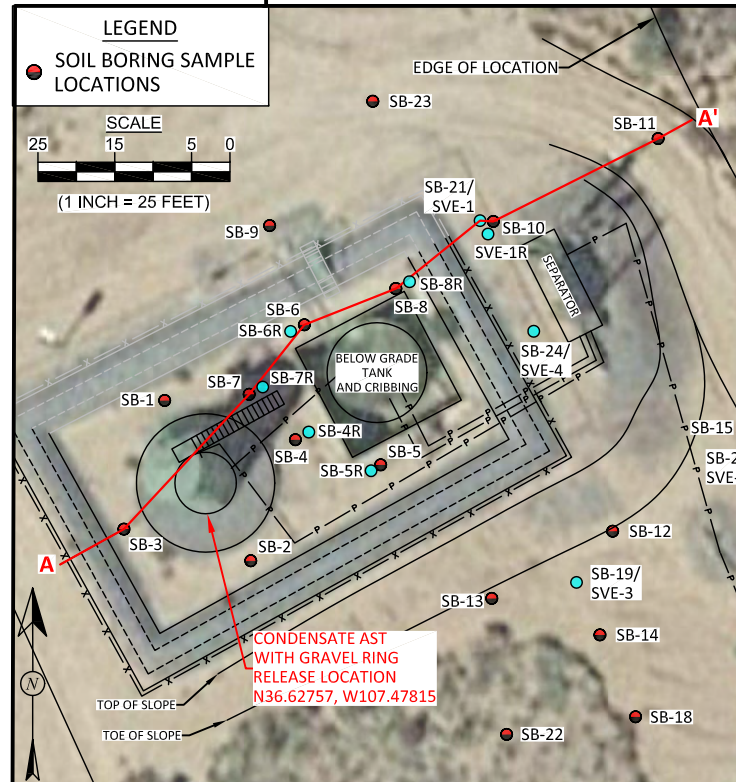 LEGEND
SOIL BORING SAMPLE
LOCATIONS
SCALE
25 15 5 0
(1 INCH = 25 FEET)
EDGE OF LOCATION
SB-23
SB-11
A'
SB-21/
SVE-1
SB-10
SVE-1R
SB-9
SEPARATOR
SB-8R
SB-8
SB-6
SB-6R
SB-24/
SVE-4
BELOW GRADE
TANK
AND CRIBBING
SB-7
SB-7R
SB-1
SB-4R
SB-4
SB-5
SB-5R
SB-15
SB-2
SVE-
SB-3
SB-12
A
SB-2
SB-19/
SVE-3
SB-13
SB-14
CONDENSATE AST
WITH GRAVEL RING
RELEASE LOCATION
N36.62757, W107.47815
N
TOP OF SLOPE
TOE OF SLOPE
SB-18
SB-22